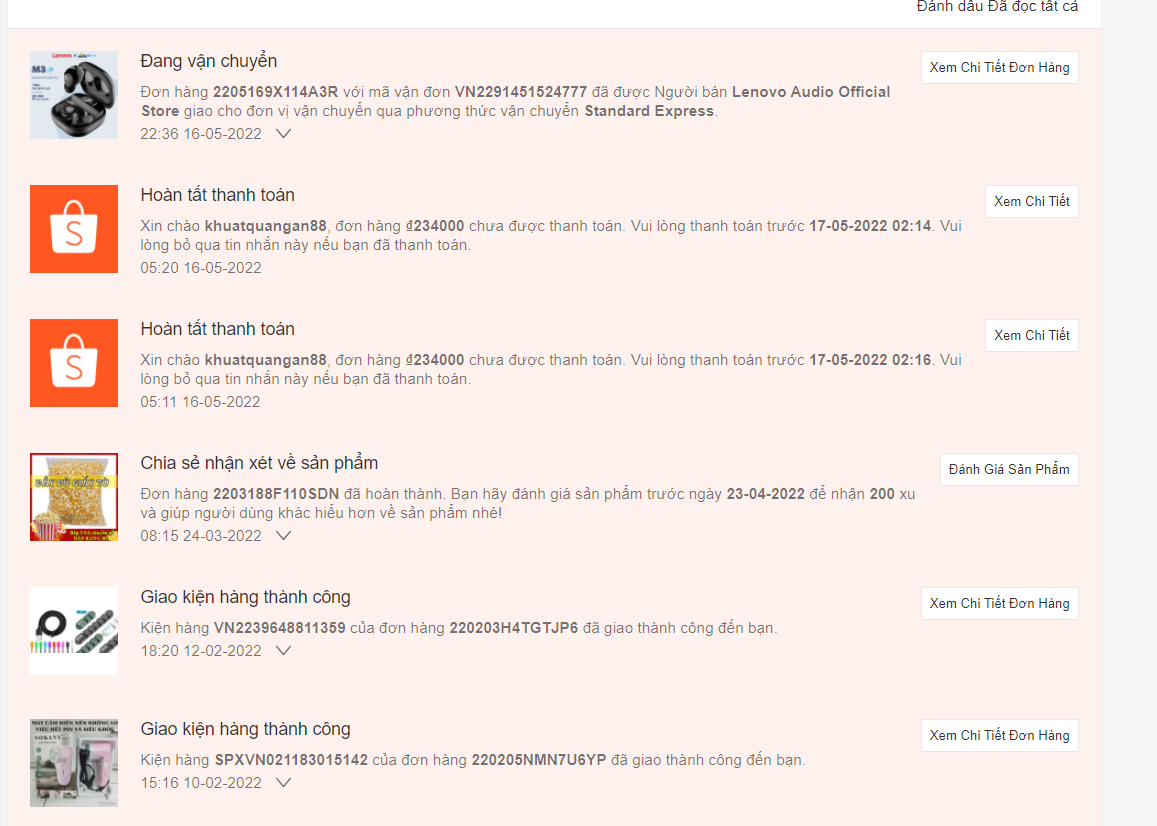 Đánh dấu Đã đọc tất cả
Đang vận chuyển
Xem Chi Tiết Đơn Hàng
Đơn hàng 2205169X114A3R với mã vận đơn VN2291451524777 đã được Người bán Lenovo Audio Official
Store giao cho đơn vị vận chuyển qua phương thức vận chuyển Standard Express.
22:36 16-05-2022
Lenovo
M3
Hoàn tất thanh toán
Xem Chi Tiết
Xin chào khuatquangan88, đơn hàng ₫234000 chưa được thanh toán. Vui lòng thanh toán trước 17-05-2022 02:14. Vui
lòng bỏ qua tin nhắn này nếu bạn đã thanh toán.
05:20 16-05-2022
S
Hoàn tất thanh toán
Xem Chi Tiết
Xin chào khuatquangan88, đơn hàng ₫234000 chưa được thanh toán. Vui lòng thanh toán trước 17-05-2022 02:16. Vui
lòng bỏ qua tin nhắn này nếu bạn đã thanh toán.
05:11 16-05-2022
S
Chia sẻ nhận xét về sản phẩm
Đánh Giá Sản Phẩm
Đơn hàng 2203188F110SDN đã hoàn thành. Bạn hãy đánh giá sản phẩm trước ngày 23-04-2022 để nhận 200 xu
và giúp người dùng khác hiểu hơn về sản phẩm nhé!
08:15 24-03-2022
ĐẦY ĐỦ GIẤY TỜ
Giao kiện hàng thành công
Xem Chi Tiết Đơn Hàng
Kiện hàng VN2239648811359 của đơn hàng 220203H4TGTJP6 đã giao thành công đến bạn.
18:20 12-02-2022
Giao kiện hàng thành công
Xem Chi Tiết Đơn Hàng
Kiện hàng SPXVN021183015142 của đơn hàng 220205NMN7U6YP đã giao thành công đến bạn.
15:16 10-02-2022
SOKANY